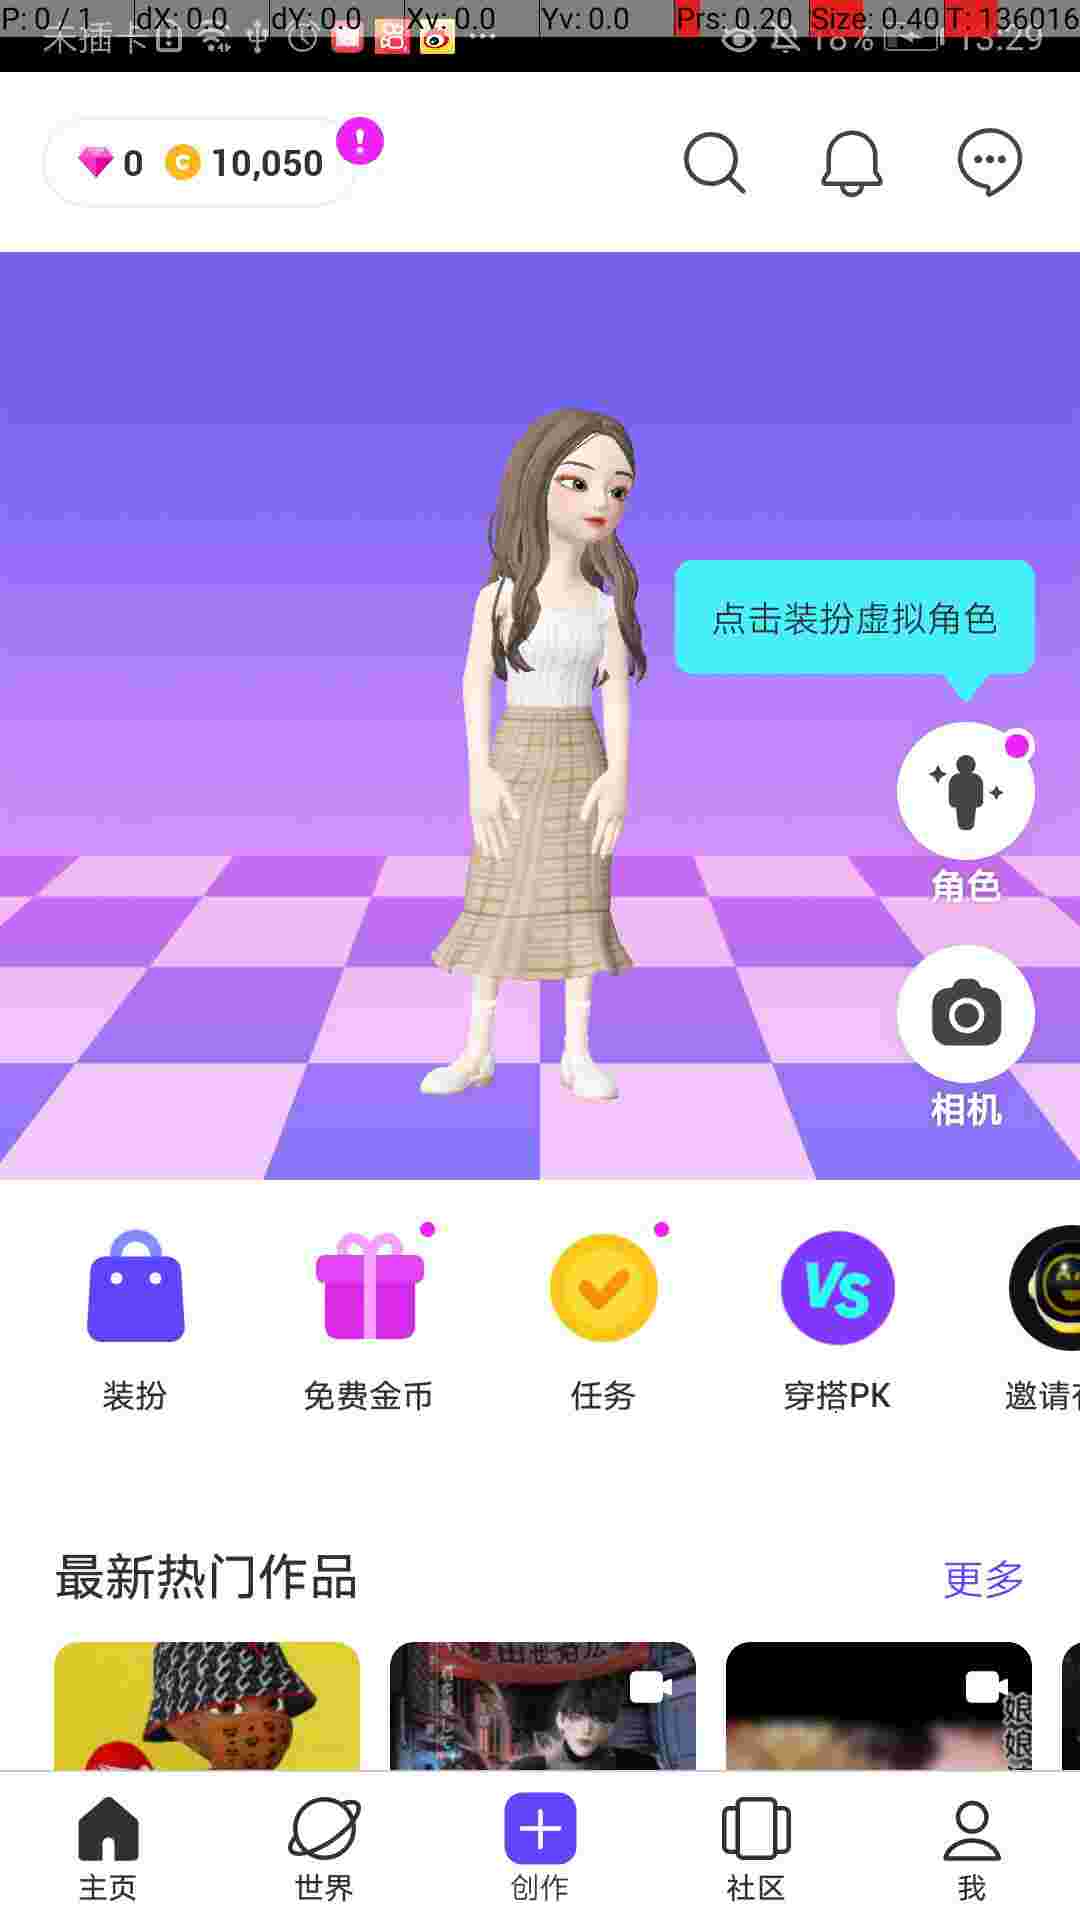 P: 0 / 1 dX: 0.0 dY: 0.0 Xv: 0.0 Yv: 0.0 Prs: 0.20 Size: 0.40 T: 136016
未插卡 18% 13:29
0 C 10,050
点击装扮虚拟角色
角色
相机
VS
装扮 免费金币 任务 穿搭PK 邀请
最新热门作品 更多
娘
娘
主页 世界 创作 社区 我